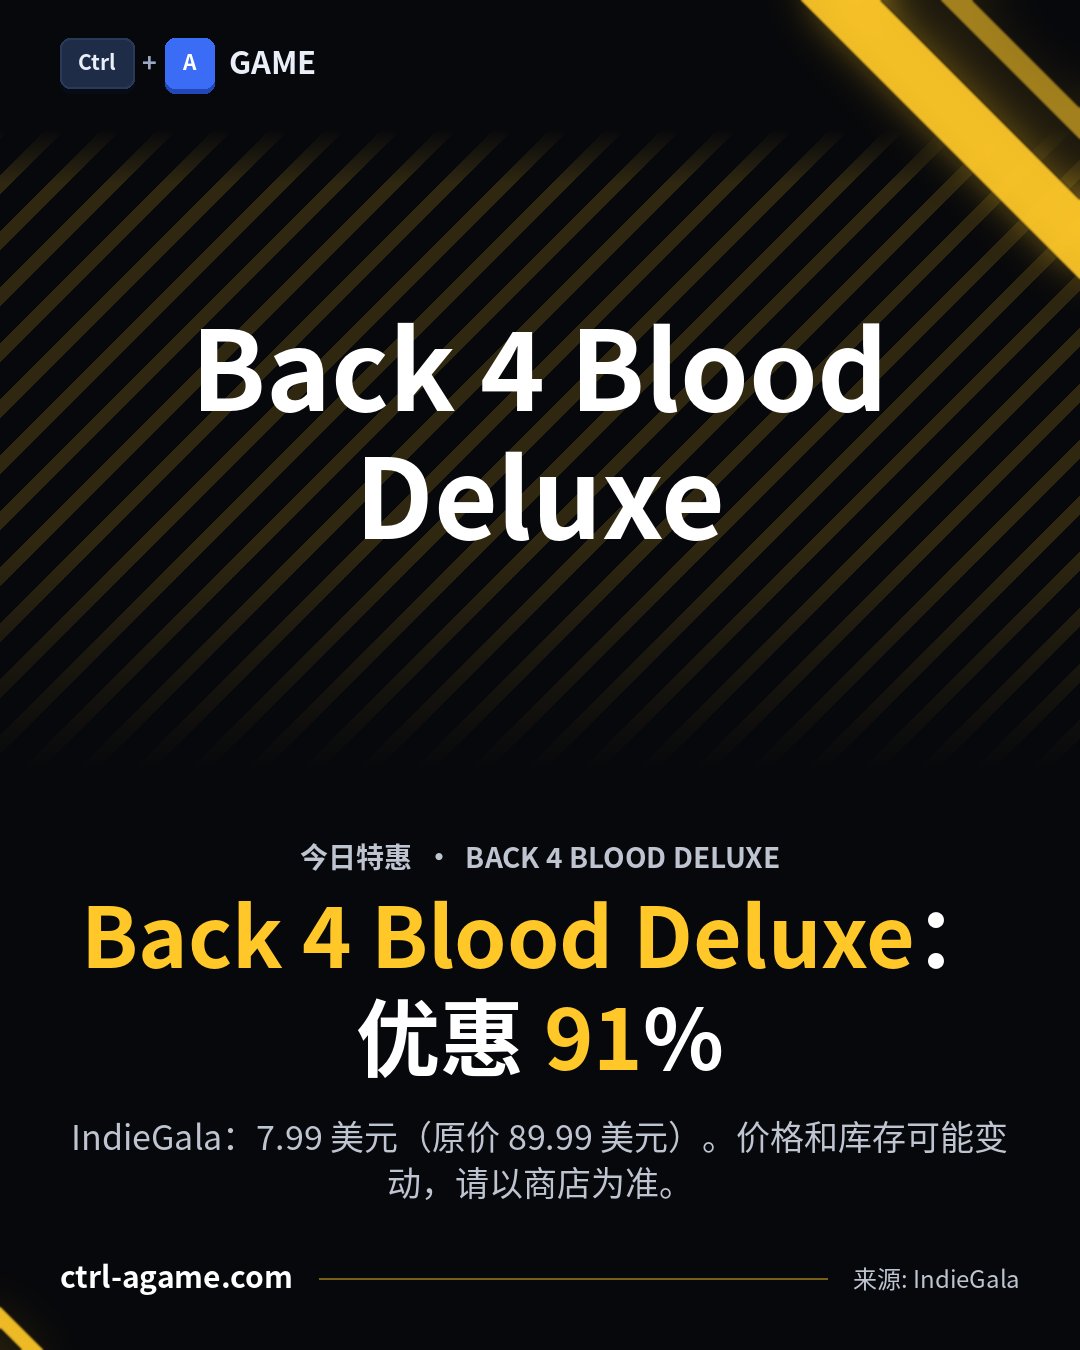 Ctrl + A GAME
Back 4 Blood
Deluxe
今日特惠 • BACK 4 BLOOD DELUXE
Back 4 Blood Deluxe：
优惠 91%
IndieGala：7.99 美元（原价 89.99 美元）。价格和库存可能变
动，请以商店为准。
ctrl-agame.com
来源: IndieGala